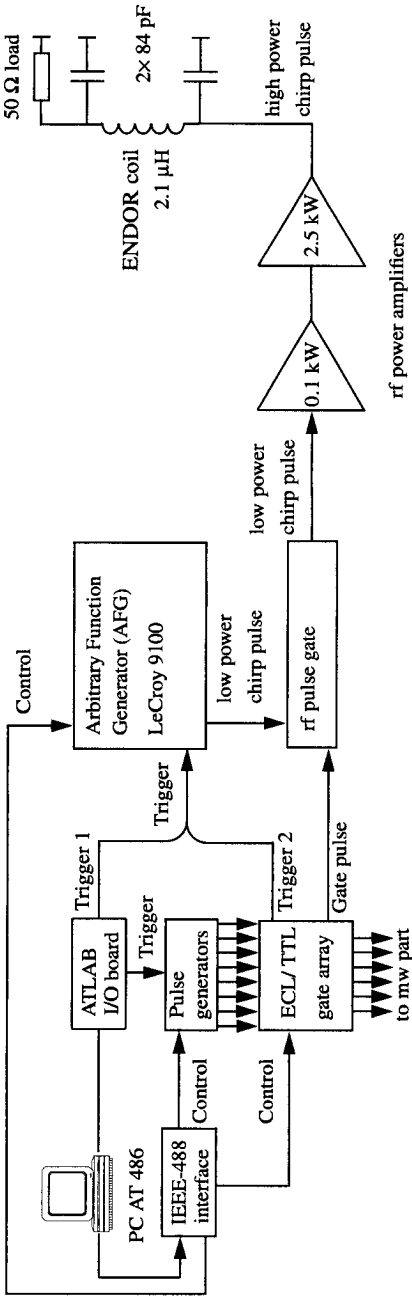 PC AT 486
IEEE-488
interface
ATLAB
I/O board
Control
Trigger
Pulse
generators
Control
Control
ECL/ TTL
gate array
to mw part
Trigger 1
Trigger
Trigger 2
Gate pulse
Arbitrary Function
Generator (AFG)
LeCroy 9100
low power
chirp pulse
rf pulse gate
low power
chirp pulse
0.1 kW
2.5 kW
rf power amplifiers
high power
chirp pulse
ENDOR coil
2.1 µH
2× 84 pF
50 Ω load